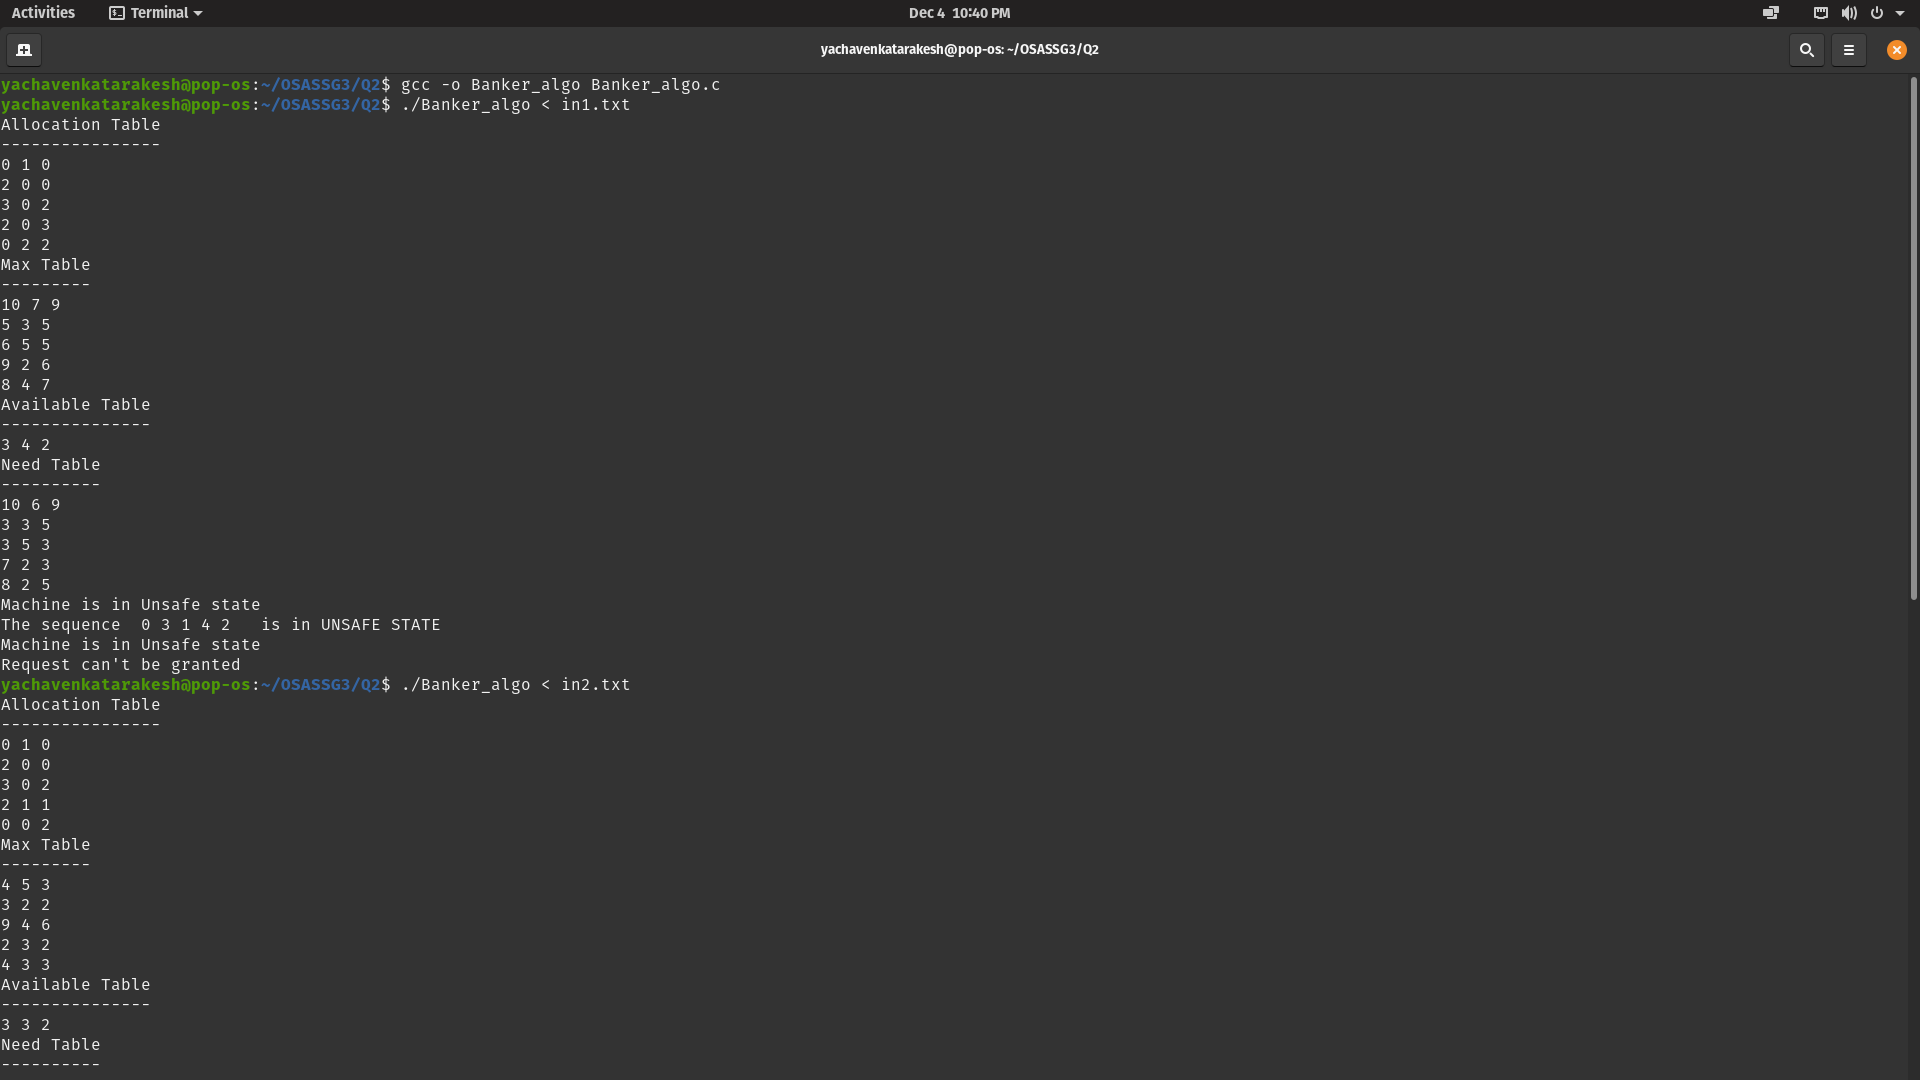 Activities Terminal Dec 4 10:40 PM
yachavenkatarakesh@pop-os: ~/OSASSG3/Q2
yachavenkatarakesh@pop-os:~/OSASSG3/Q2$ gcc -o Banker_algo Banker_algo.c
yachavenkatarakesh@pop-os:~/OSASSG3/Q2$ ./Banker_algo < in1.txt
Allocation Table
----------------
0 1 0
2 0 0
3 0 2
2 0 3
0 2 2
Max Table
---------
10 7 9
5 3 5
6 5 5
9 2 6
8 4 7
Available Table
---------------
3 4 2
Need Table
----------
10 6 9
3 3 5
3 5 3
7 2 3
8 2 5
Machine is in Unsafe state
The sequence  0 3 1 4 2   is in UNSAFE STATE
Machine is in Unsafe state
Request can't be granted
yachavenkatarakesh@pop-os:~/OSASSG3/Q2$ ./Banker_algo < in2.txt
Allocation Table
----------------
0 1 0
2 0 0
3 0 2
2 1 1
0 0 2
Max Table
---------
4 5 3
3 2 2
9 4 6
2 3 2
4 3 3
Available Table
---------------
3 3 2
Need Table
----------